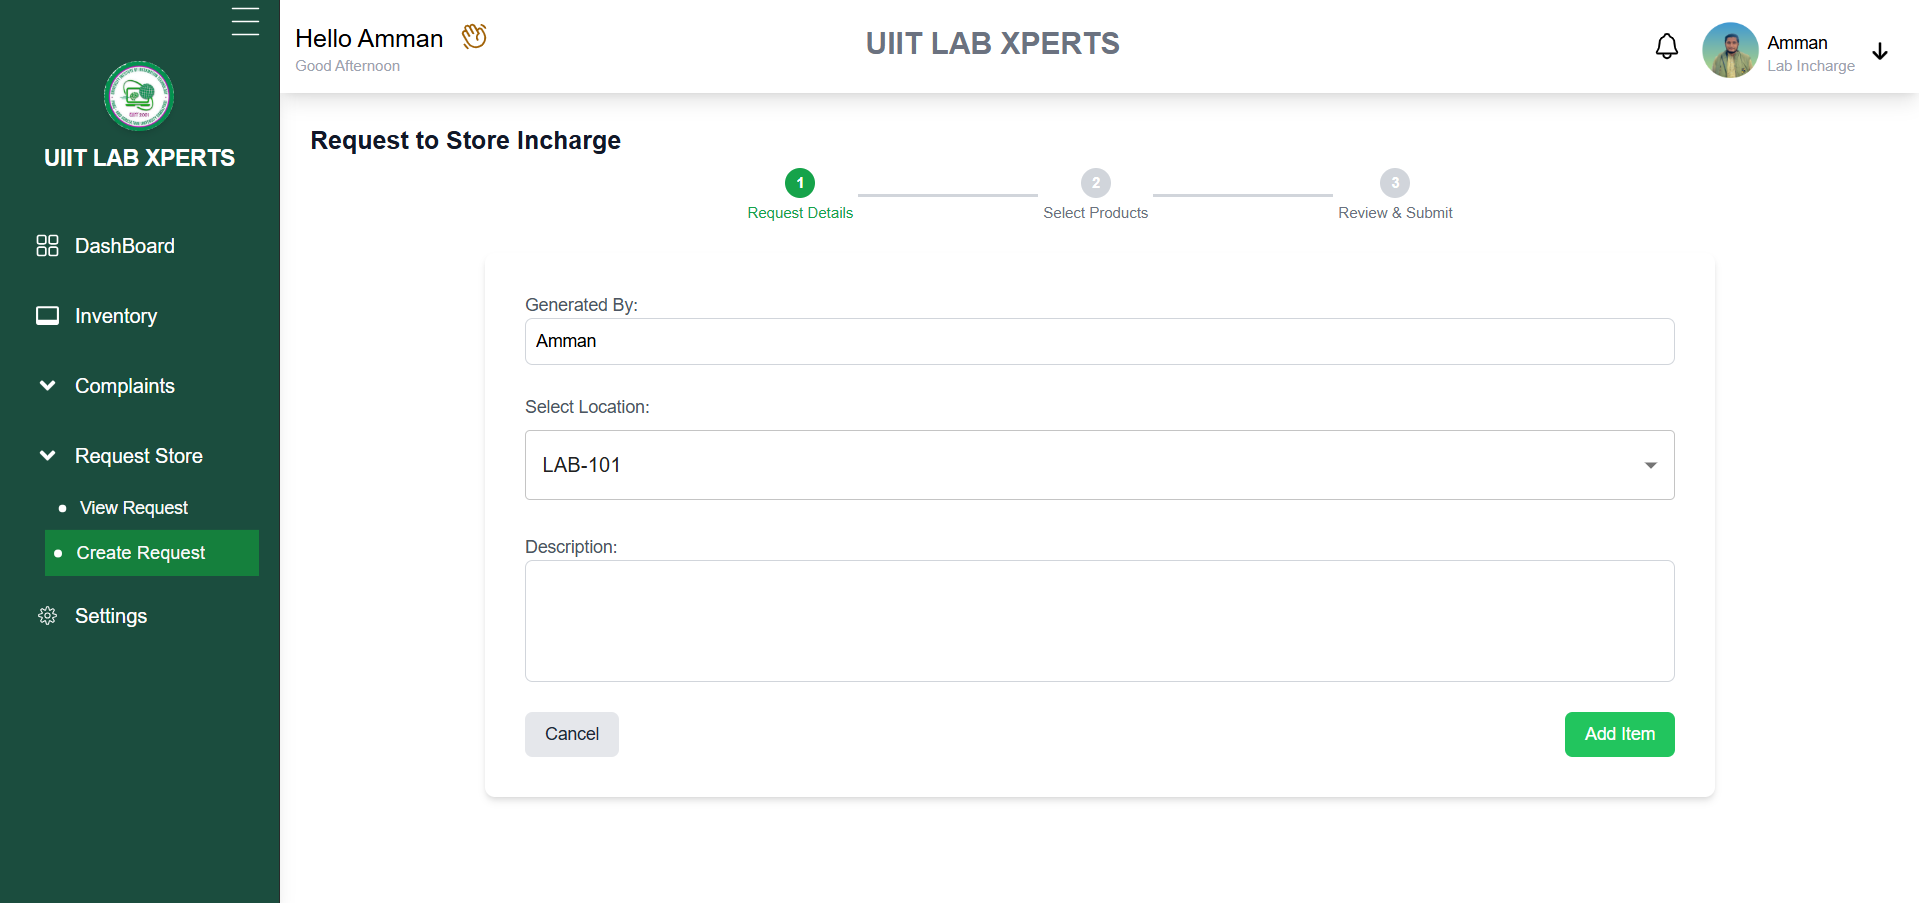 UIIT LAB XPERTS
DashBoard
Inventory
Complaints
Request Store
View Request
Create Request
Settings
Hello Amman
Good Afternoon
UIIT LAB XPERTS
Amman
Lab Incharge
Request to Store Incharge
1 2 3
Request Details Select Products Review & Submit
Generated By:
Amman
Select Location:
LAB-101
Description:
Cancel Add Item